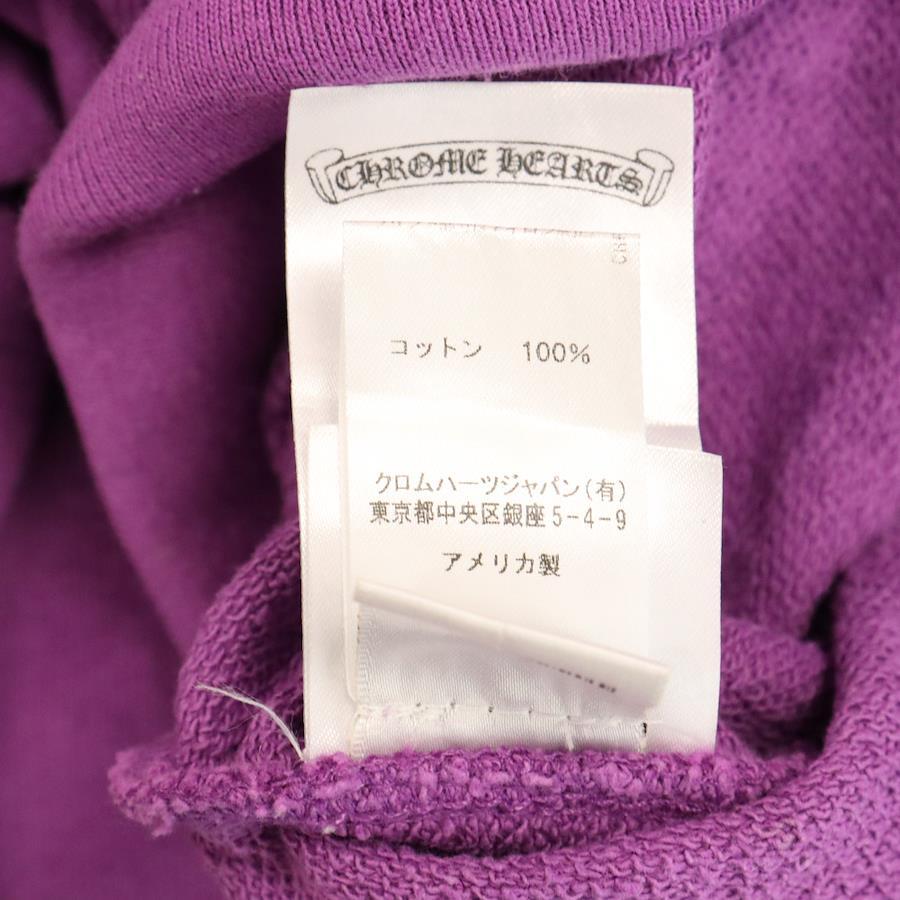 CHROME HEARTS
コットン 100%
クロムハーツジャパン(有)
東京都中央区銀座5-4-9
アメリカ製